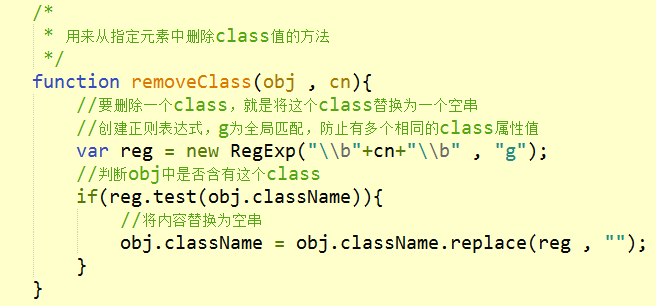 /*
 * 用来从指定元素中删除class值的方法
 */
function removeClass(obj , cn){
    //要删除一个class，就是将这个class替换为一个空串
    //创建正则表达式，g为全局匹配，防止有多个相同的class属性值
    var reg = new RegExp("\\b"+cn+"\\b" , "g");
    //判断obj中是否含有这个class
    if(reg.test(obj.className)){
        //将内容替换为空串
        obj.className = obj.className.replace(reg , "");
    }
}